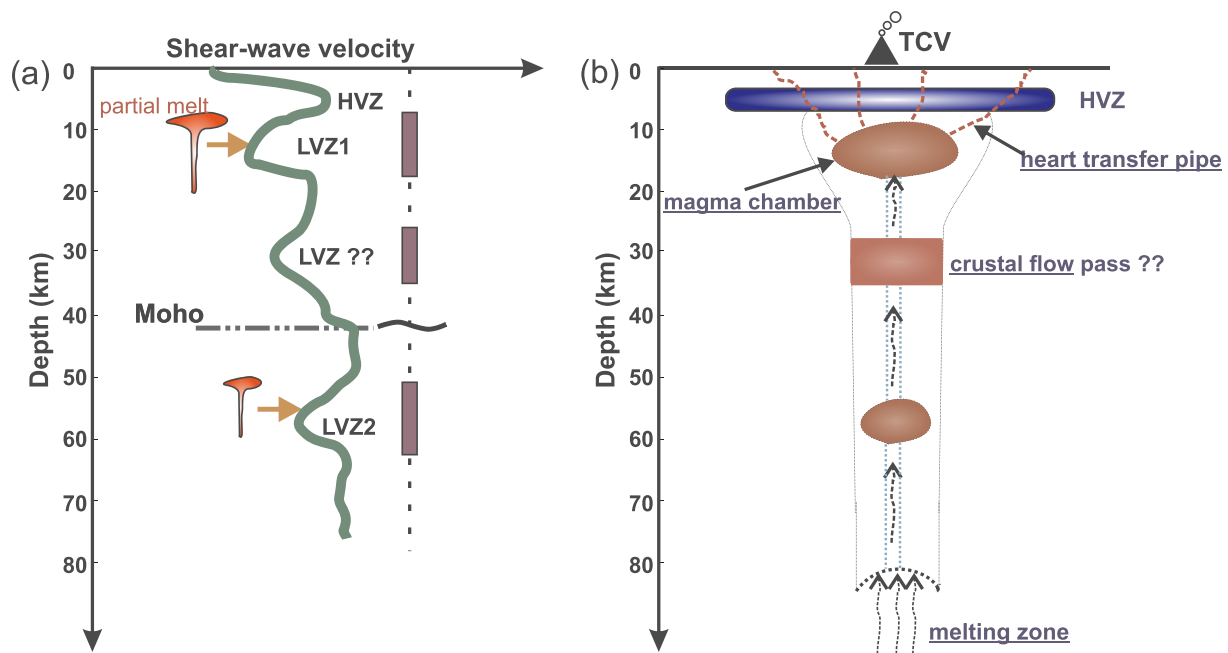 (a)
Shear-wave velocity
0
10
20
30
40
50
60
70
80
Depth (km)
partial melt
HVZ
LVZ1
LVZ ??
Moho
LVZ2
(b)
TCV
0
10
20
30
40
50
60
70
80
Depth (km)
HVZ
heart transfer pipe
magma chamber
crustal flow pass ??
melting zone